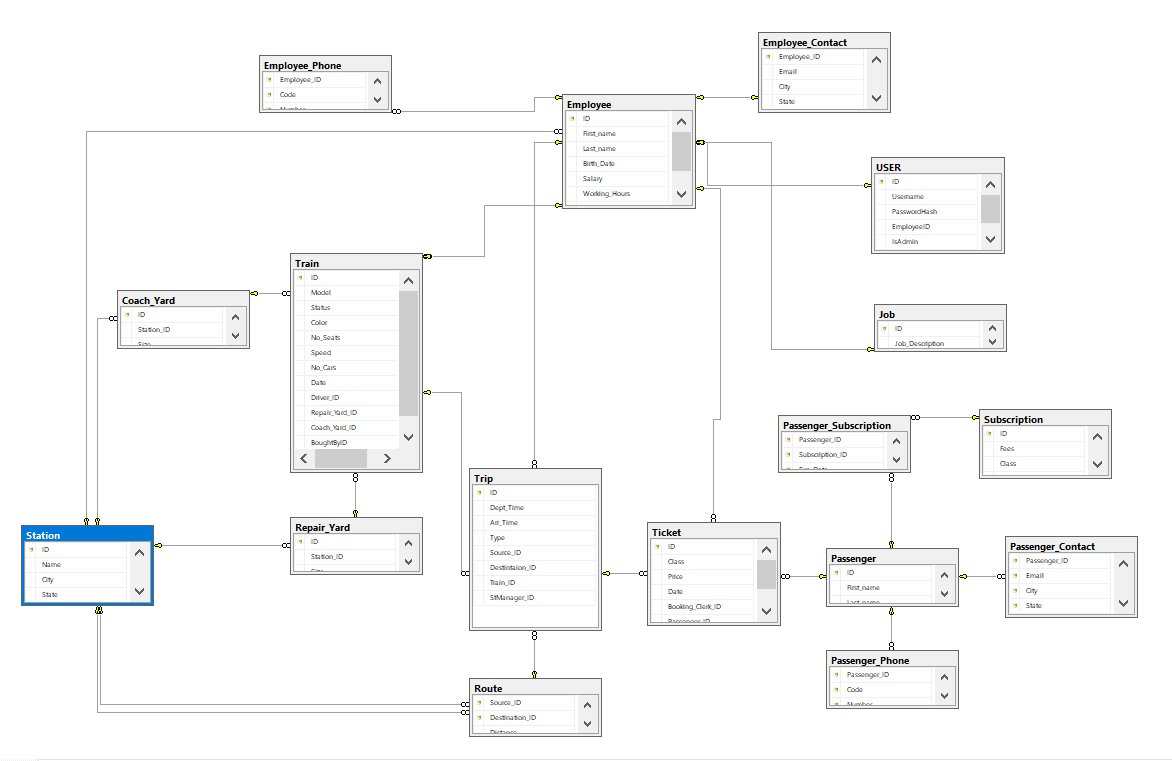 Employee_Contact
Employee_ID
Email
City
State
Employee_Phone
Employee_ID
Code
Number
Employee
ID
First_name
Last_name
Birth_Date
Salary
Working_Hours
USER
ID
Username
PasswordHash
EmployeeID
IsAdmin
Train
ID
Model
Status
Color
No_Seats
Speed
No_Cars
Date
Driver_ID
Repair_Yard_ID
Coach_Yard_ID
BoughtByID
Coach_Yard
ID
Station_ID
Size
Job
ID
Job_Description
Passenger_Subscription
Passenger_ID
Subscription_ID
Sub_Date
Subscription
ID
Fees
Class
Trip
ID
Dept_Time
Arr_Time
Type
Source_ID
Destintaion_ID
Train_ID
StManager_ID
Station
ID
Name
City
State
Repair_Yard
ID
Station_ID
Size
Ticket
ID
Class
Price
Date
Booking_Clerk_ID
Passenger_ID
Passenger
ID
First_name
Last_name
Passenger_Contact
Passenger_ID
Email
City
State
Passenger_Phone
Passenger_ID
Code
Number
Route
Source_ID
Destination_ID
Distance